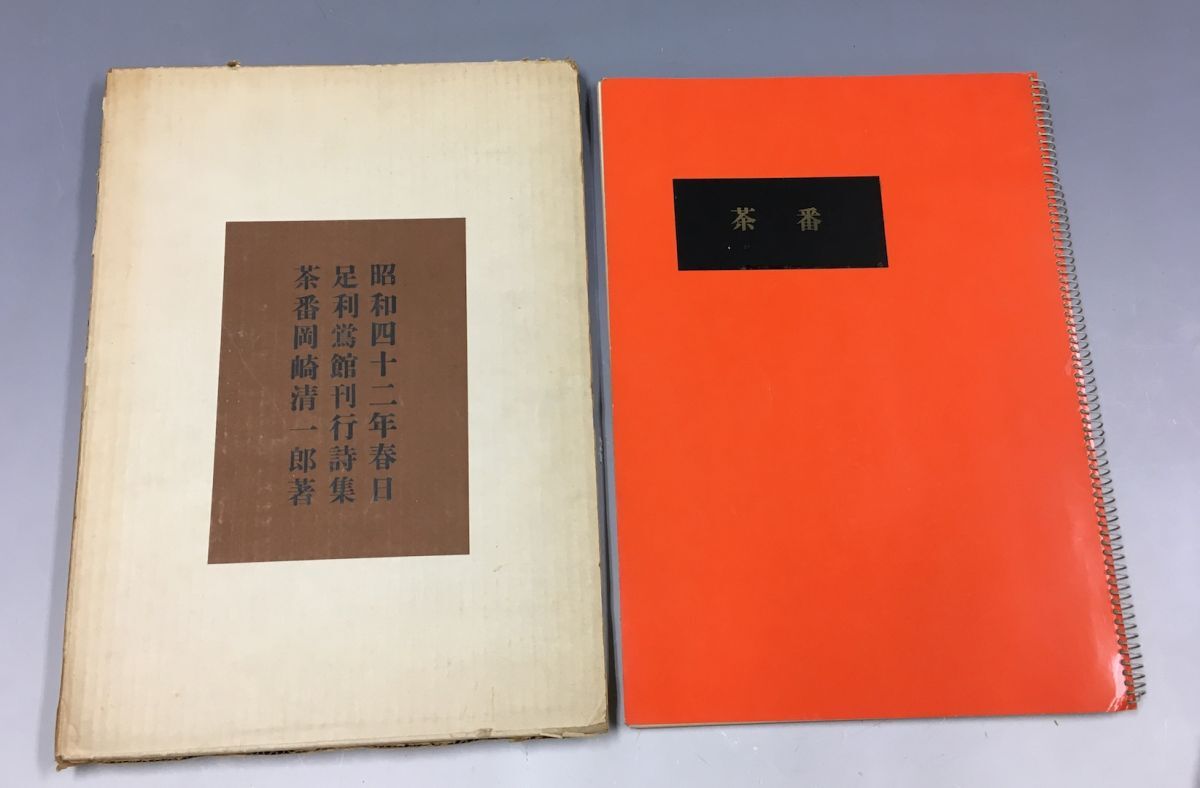 昭和四十二年春日
足利鶯館刊行詩集
茶番岡崎清一郎著
茶番